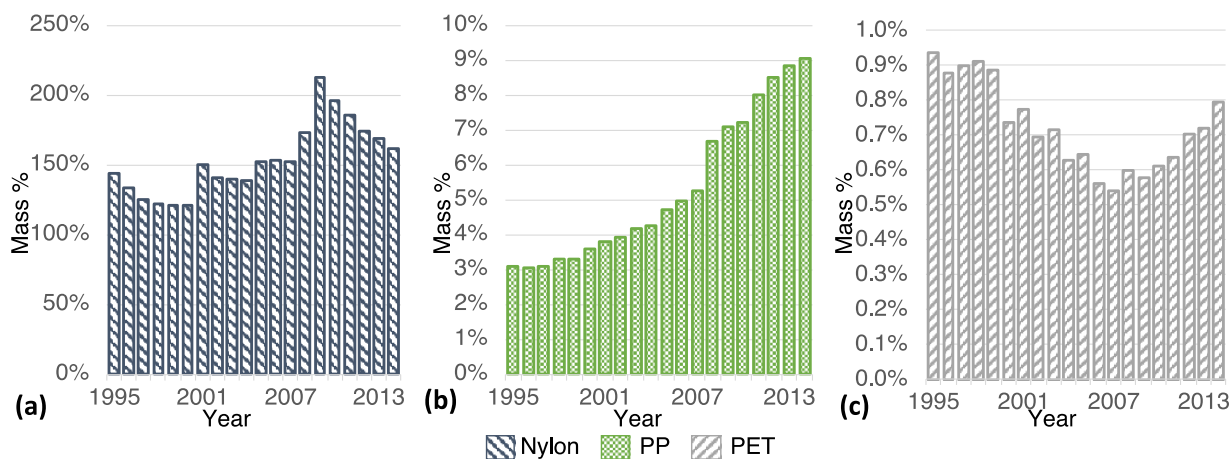 250%
200%
150%
100%
50%
0%
Mass %
1995 2001 2007 2013
Year
(a)
10%
9%
8%
7%
6%
5%
4%
3%
2%
1%
0%
Mass %
1995 2001 2007 2013
Year
(b)
1.0%
0.9%
0.8%
0.7%
0.6%
0.5%
0.4%
0.3%
0.2%
0.1%
0.0%
Mass %
1995 2001 2007 2013
Year
(c)
Nylon PP PET